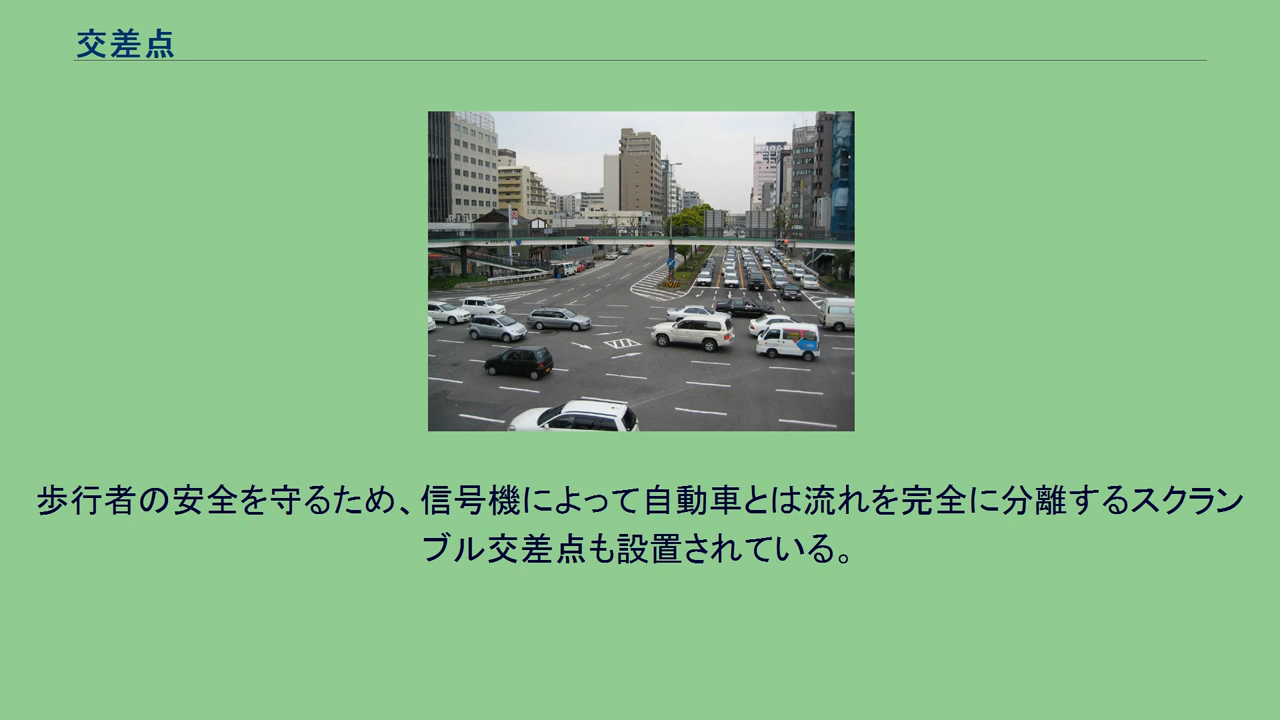 交差点
歩行者の安全を守るため、信号機によって自動車とは流れを完全に分離するスクラン
ブル交差点も設置されている。